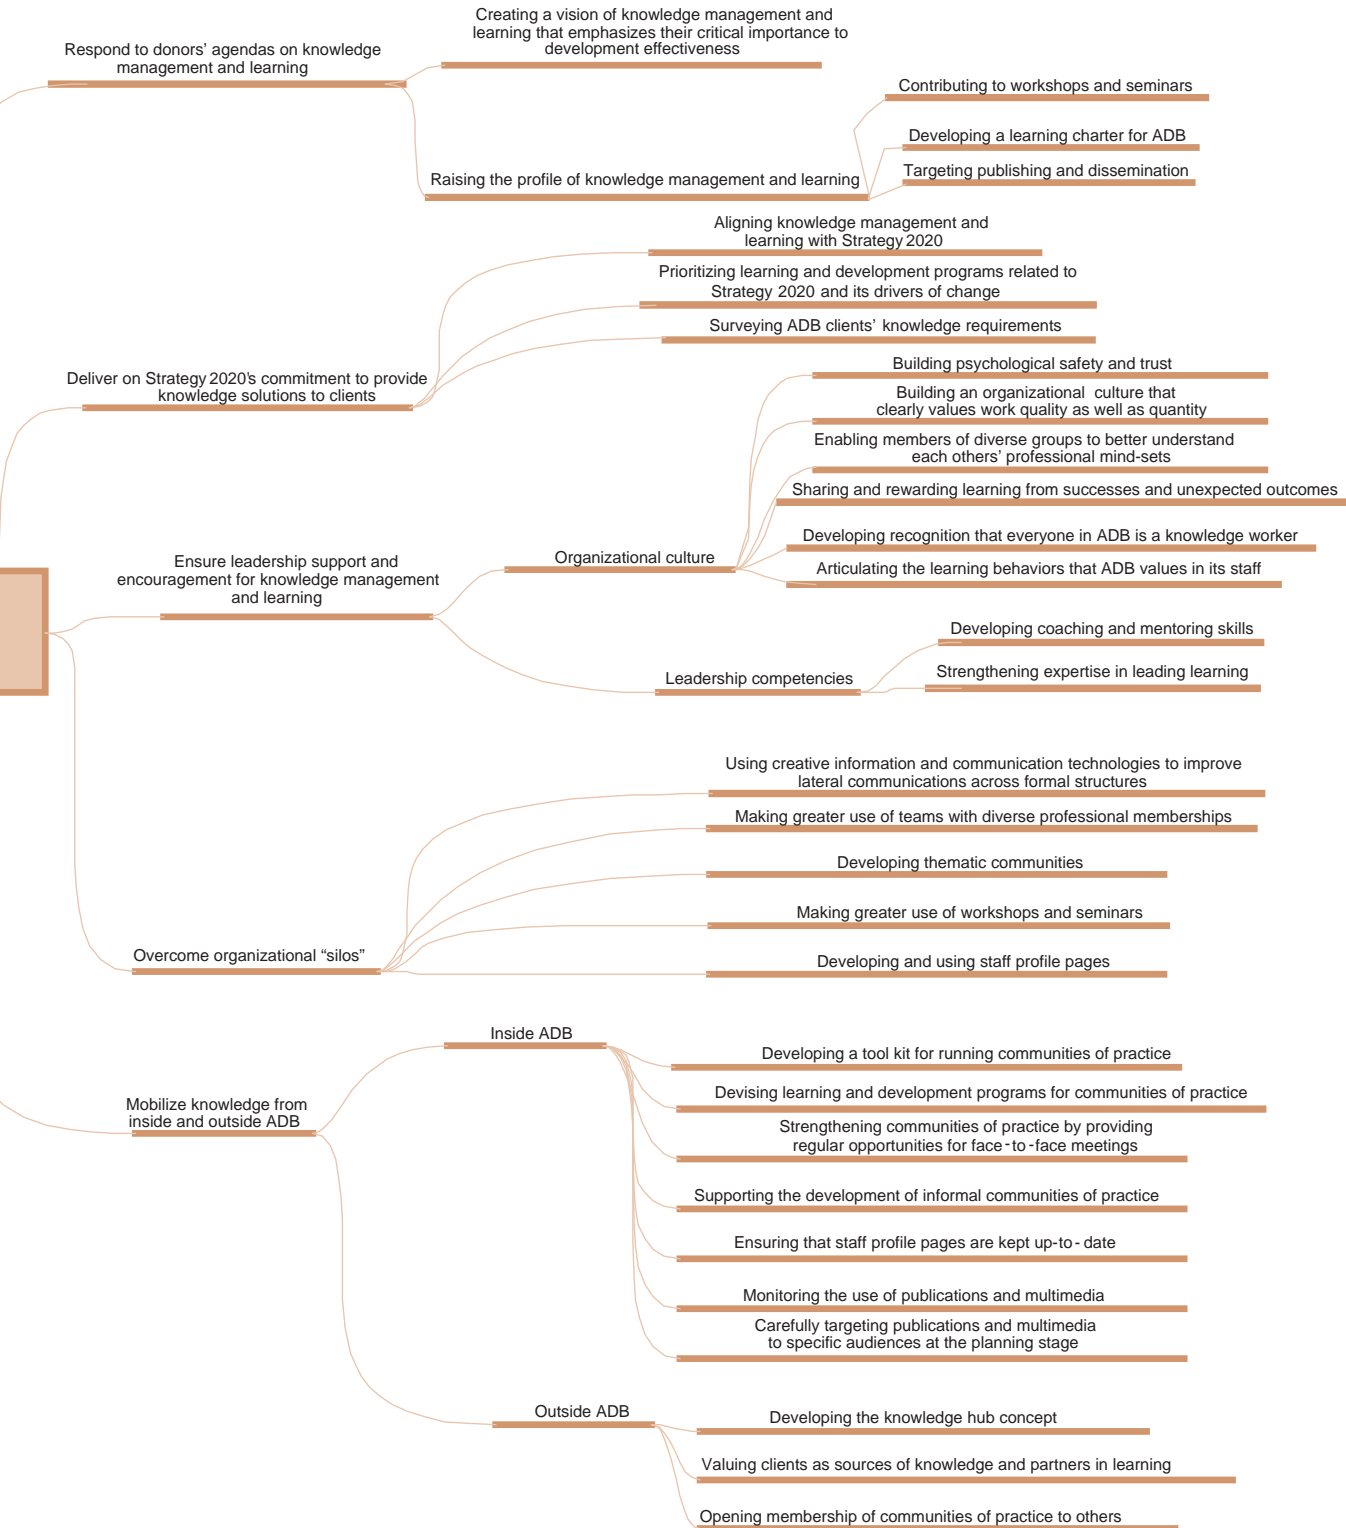 Creating a vision of knowledge management and
learning that emphasizes their critical importance to
development effectiveness
Respond to donors’ agendas on knowledge
management and learning
Contributing to workshops and seminars
Developing a learning charter for ADB
Targeting publishing and dissemination
Raising the profile of knowledge management and learning
Aligning knowledge management and
learning with Strategy 2020
Prioritizing learning and development programs related to
Strategy 2020 and its drivers of change
Surveying ADB clients’ knowledge requirements
Deliver on Strategy 2020’s commitment to provide
knowledge solutions to clients
Building psychological safety and trust
Building an organizational culture that
clearly values work quality as well as quantity
Enabling members of diverse groups to better understand
each others’ professional mind-sets
Sharing and rewarding learning from successes and unexpected outcomes
Developing recognition that everyone in ADB is a knowledge worker
Articulating the learning behaviors that ADB values in its staff
Organizational culture
Ensure leadership support and
encouragement for knowledge management
and learning
Developing coaching and mentoring skills
Strengthening expertise in leading learning
Leadership competencies
Using creative information and communication technologies to improve
lateral communications across formal structures
Making greater use of teams with diverse professional memberships
Developing thematic communities
Making greater use of workshops and seminars
Developing and using staff profile pages
Overcome organizational “silos”
Inside ADB
Developing a tool kit for running communities of practice
Devising learning and development programs for communities of practice
Strengthening communities of practice by providing
regular opportunities for face-to-face meetings
Supporting the development of informal communities of practice
Ensuring that staff profile pages are kept up-to-date
Monitoring the use of publications and multimedia
Carefully targeting publications and multimedia
to specific audiences at the planning stage
Mobilize knowledge from
inside and outside ADB
Outside ADB
Developing the knowledge hub concept
Valuing clients as sources of knowledge and partners in learning
Opening membership of communities of practice to others